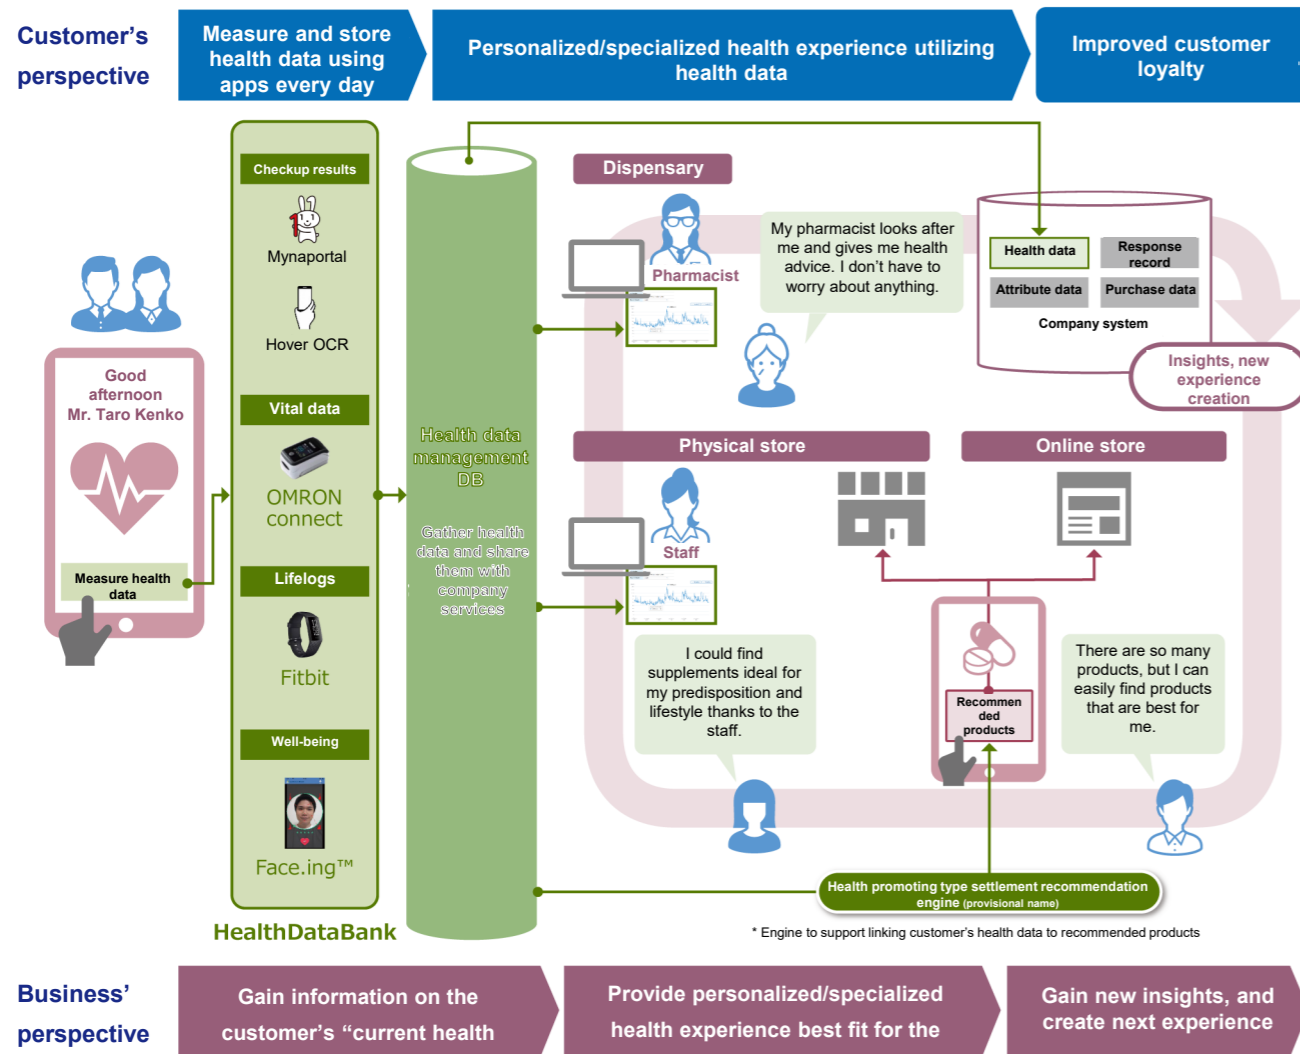 Customer's
perspective
Measure and store
health data using
apps every day
Personalized/specialized health experience utilizing
health data
Improved customer
loyalty
Checkup results
Mynaportal
Hover OCR
Vital data
OMRON
connect
Lifelogs
Fitbit
Well-being
Face.ing™
HealthDataBank
Good
afternoon
Mr. Taro Kenko
Measure health
data
Health data
management
DB
Gather health
data and share
them with
company
services
Dispensary
Pharmacist
My pharmacist looks after
me and gives me health
advice. I don't have to
worry about anything.
Health data
Response
record
Attribute data
Purchase data
Company system
Insights, new
experience
creation
Physical store
Online store
Staff
I could find
supplements ideal for
my predisposition and
lifestyle thanks to the
staff.
Recommen
ded
products
There are so many
products, but I can
easily find products
that are best for
me.
Health promoting type settlement recommendation
engine (provisional name)
* Engine to support linking customer's health data to recommended products
Business'
perspective
Gain information on the
customer's “current health
Provide personalized/specialized
health experience best fit for the
Gain new insights, and
create next experience